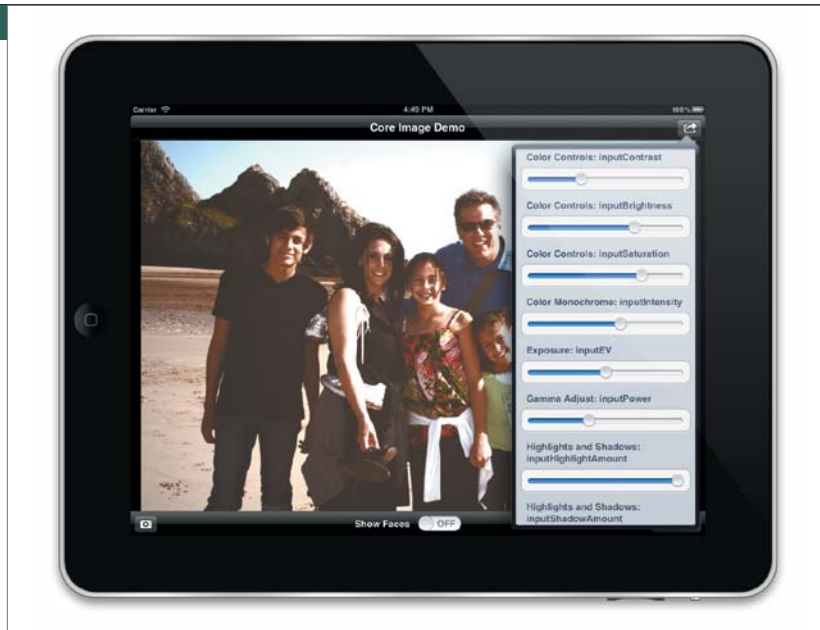 Carrier
4:49 PM
100%
Core Image Demo
Color Controls: inputContrast
Color Controls: inputBrightness
Color Controls: inputSaturation
Color Monochrome: inputIntensity
Exposure: inputEV
Gamma Adjust: inputPower
Highlights and Shadows:
inputHighlightAmount
Highlights and Shadows:
inputShadowAmount
Show Faces
OFF